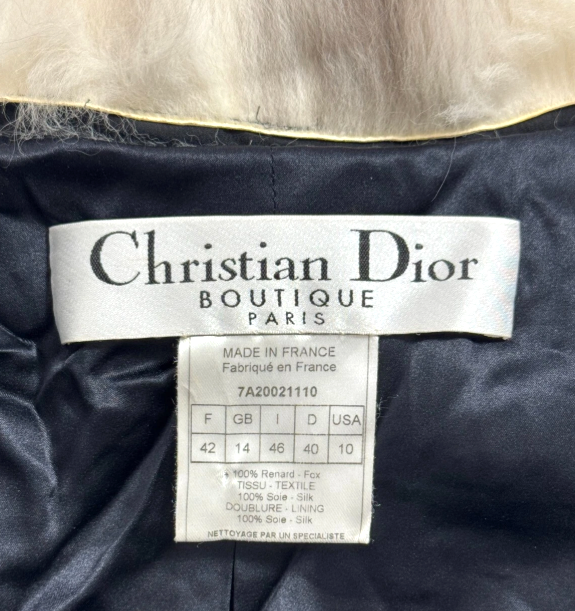 Christian Dior
BOUTIQUE
PARIS
MADE IN FRANCE
Fabriqué en France
7A20021110
F GB I D USA
42 14 46 40 10
100% Renard - Fox
TISSU - TEXTILE
100% Soie - Silk
DOUBLURE - LINING
100% Soie - Silk
NETTOYAGE PAR UN SPECIALISTE